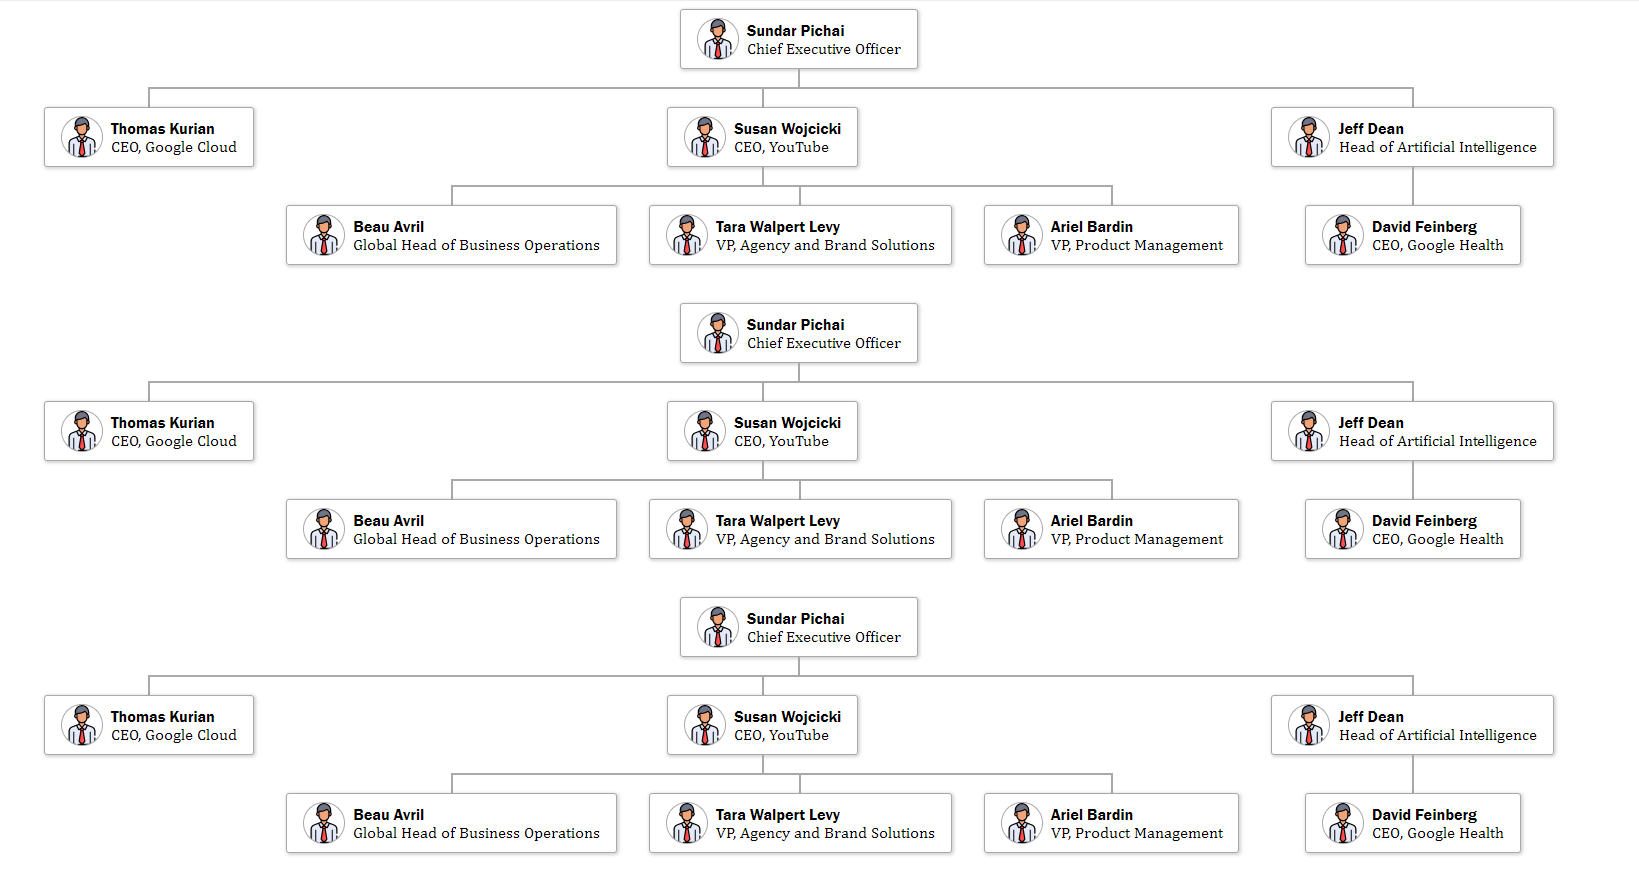 Sundar Pichai
Chief Executive Officer
Thomas Kurian
CEO, Google Cloud
Susan Wojcicki
CEO, YouTube
Jeff Dean
Head of Artificial Intelligence
Beau Avril
Global Head of Business Operations
Tara Walpert Levy
VP, Agency and Brand Solutions
Ariel Bardin
VP, Product Management
David Feinberg
CEO, Google Health
Sundar Pichai
Chief Executive Officer
Thomas Kurian
CEO, Google Cloud
Susan Wojcicki
CEO, YouTube
Jeff Dean
Head of Artificial Intelligence
Beau Avril
Global Head of Business Operations
Tara Walpert Levy
VP, Agency and Brand Solutions
Ariel Bardin
VP, Product Management
David Feinberg
CEO, Google Health
Sundar Pichai
Chief Executive Officer
Thomas Kurian
CEO, Google Cloud
Susan Wojcicki
CEO, YouTube
Jeff Dean
Head of Artificial Intelligence
Beau Avril
Global Head of Business Operations
Tara Walpert Levy
VP, Agency and Brand Solutions
Ariel Bardin
VP, Product Management
David Feinberg
CEO, Google Health